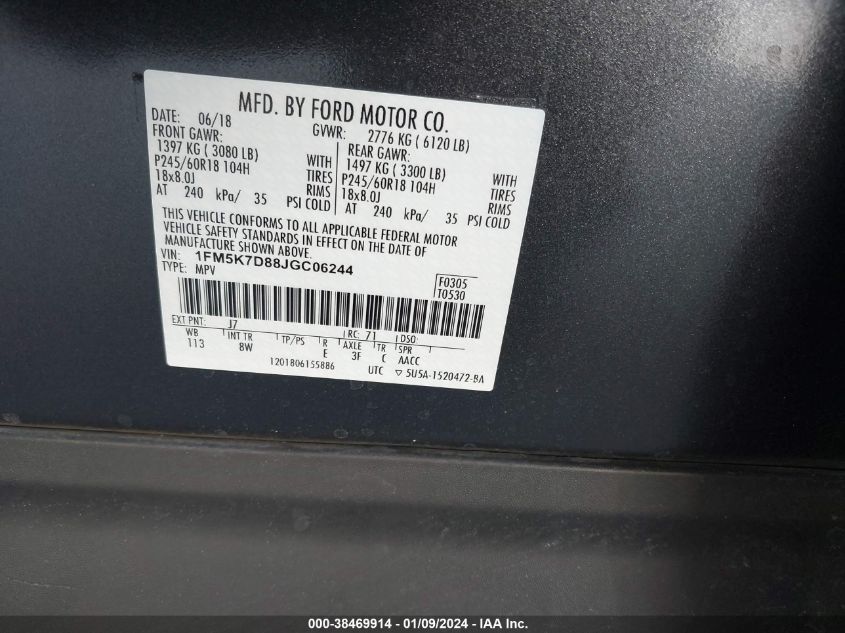 MFD. BY FORD MOTOR CO.
DATE: 06/18 GVWR: 2776 KG ( 6120 LB)
FRONT GAWR: REAR GAWR:
1397 KG ( 3080 LB) WITH 1497 KG ( 3300 LB) WITH
P245/60R18 104H TIRES P245/60R18 104H TIRES
18x8.0J RIMS 18x8.0J RIMS
AT 240 kPa/ 35 PSI COLD AT 240 kPa/ 35 PSI COLD
THIS VEHICLE CONFORMS TO ALL APPLICABLE FEDERAL MOTOR
VEHICLE SAFETY STANDARDS IN EFFECT ON THE DATE OF
MANUFACTURE SHOWN ABOVE.
VIN: 1FM5K7D88JGC06244
TYPE: MPV
F0305
T0530
EXT PNT: J7 RC: 71 DSO:
WB INT TR TP/PS R AXLE TR SPR
113 8W E 3F C AACC
1201806155886 UTC ▽ 5U5A-1520472-BA
000-38469914 - 01/09/2024 - IAA Inc.